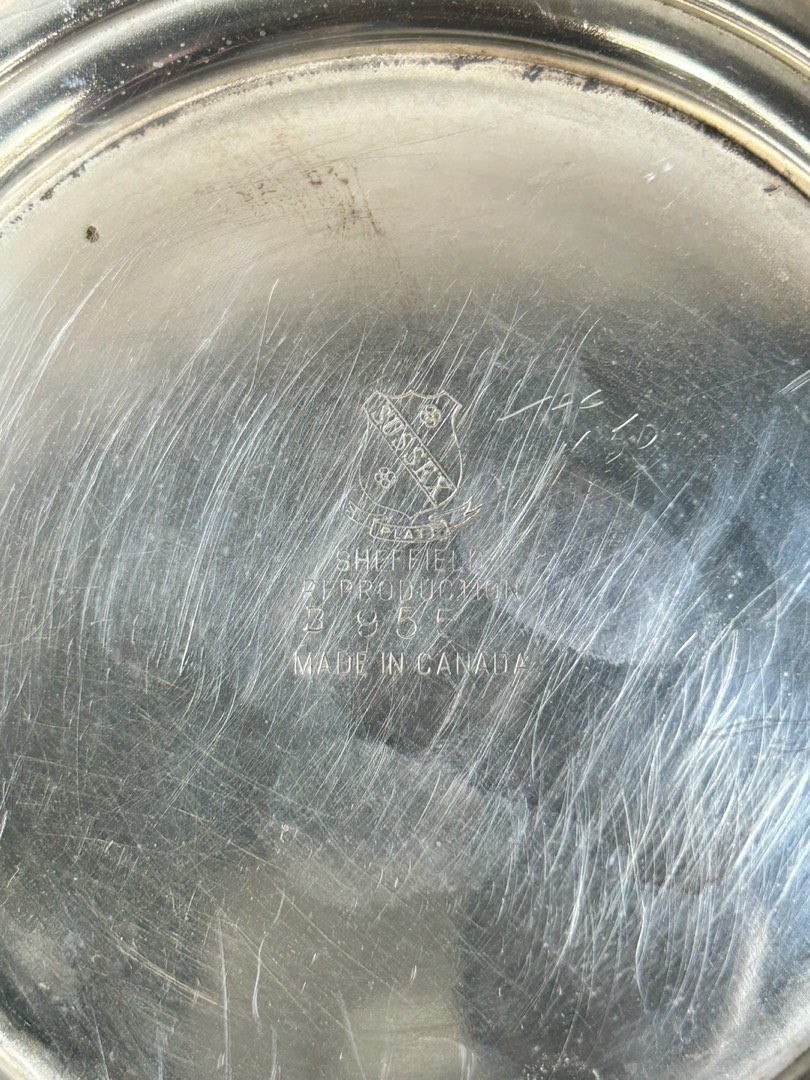 SUSSEX
PLATE
SHEFFIELD
REPRODUCTION
MADE IN CANADA